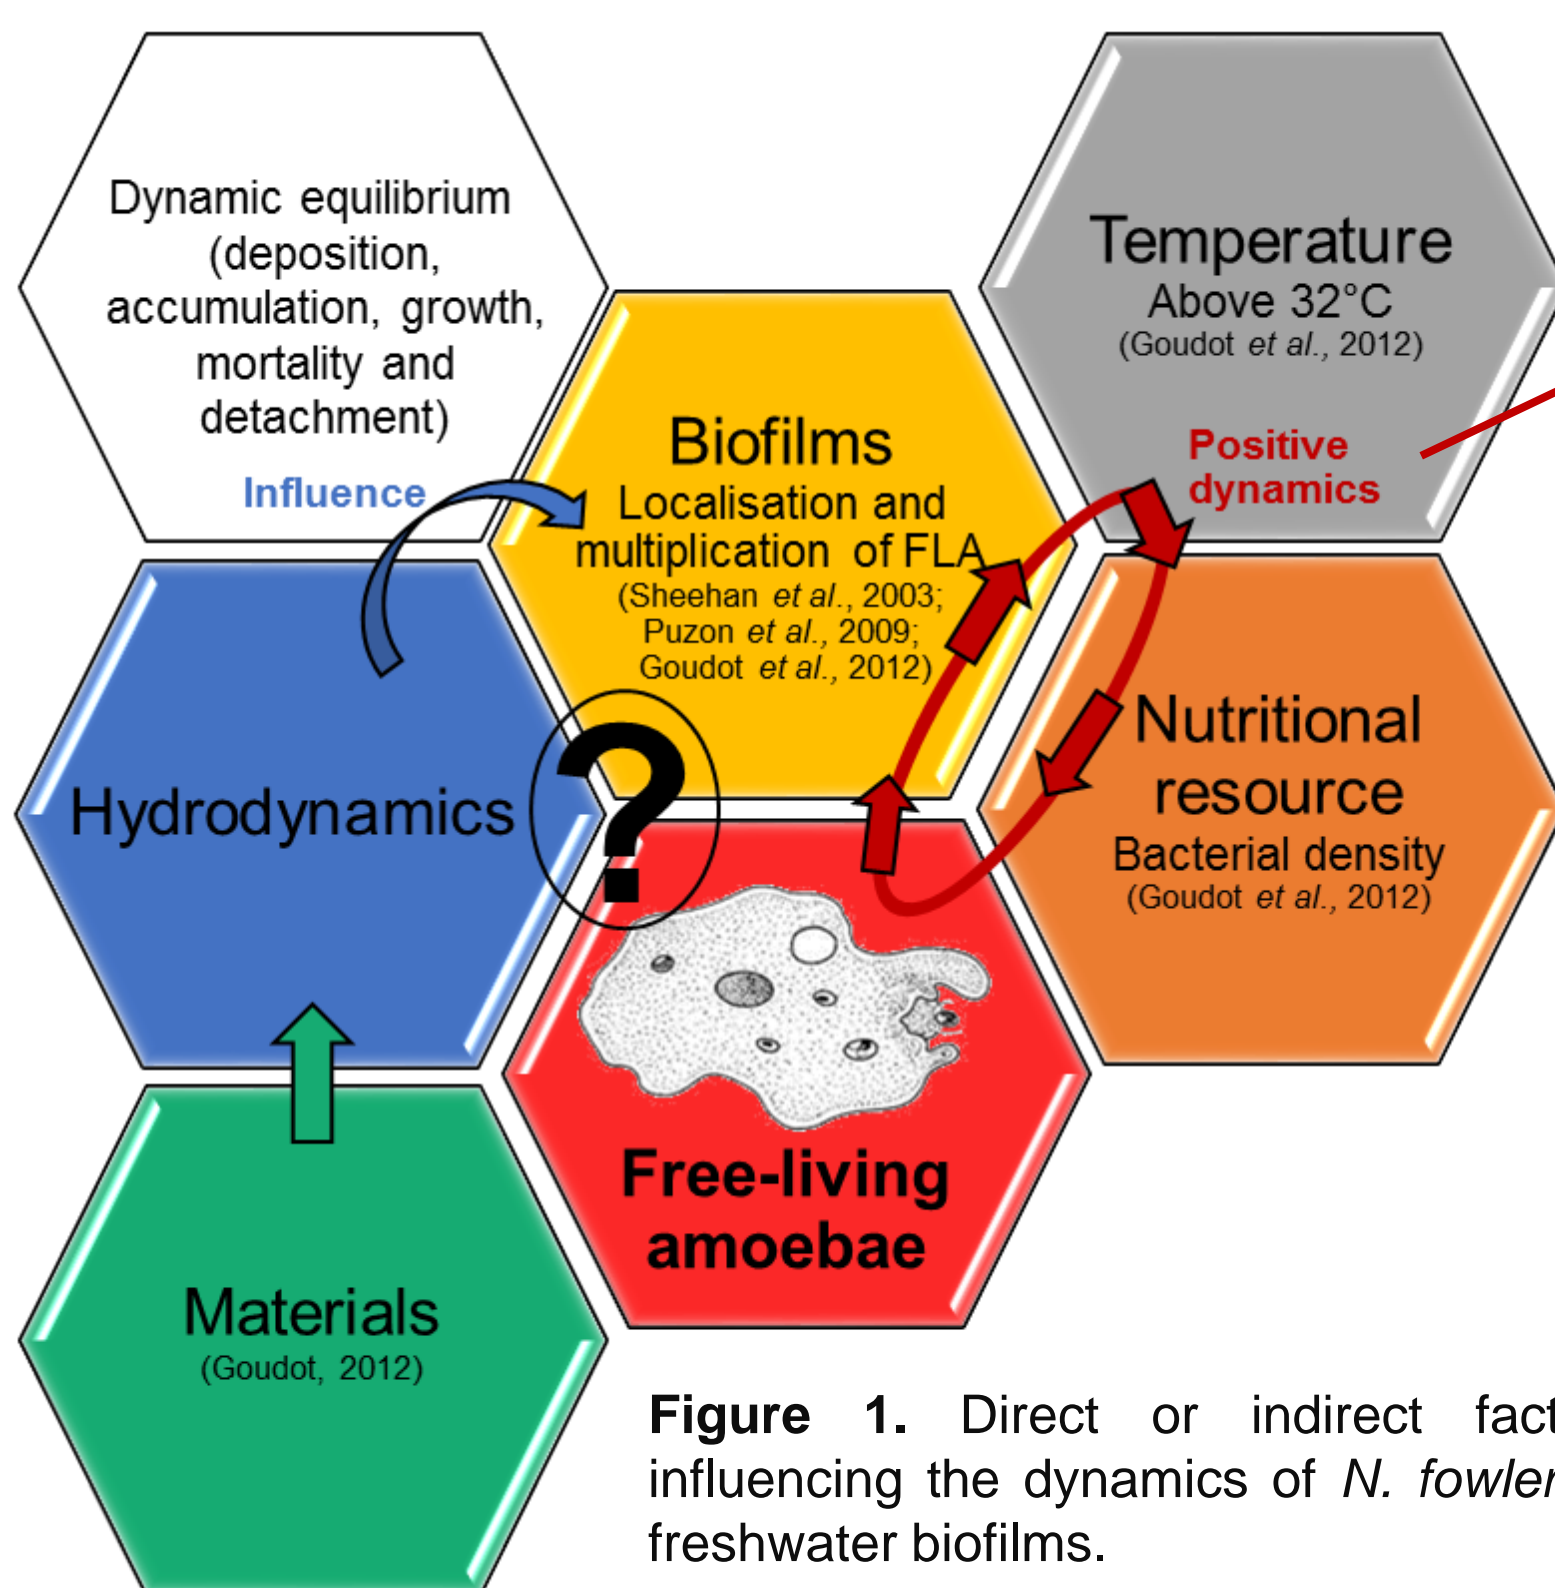 Dynamic equilibrium
(deposition,
accumulation, growth,
mortality and
detachment)
Influence
Temperature
Above 32°C
(Goudot et al., 2012)
Positive
dynamics
Biofilms
Localisation and
multiplication of FLA
(Sheehan et al., 2003;
Puzon et al., 2009;
Goudot et al., 2012)
Hydrodynamics
?
Nutritional
resource
Bacterial density
(Goudot et al., 2012)
Free-living
amoebae
Materials
(Goudot, 2012)
Figure 1. Direct or indirect fact
influencing the dynamics of N. fowler
freshwater biofilms.